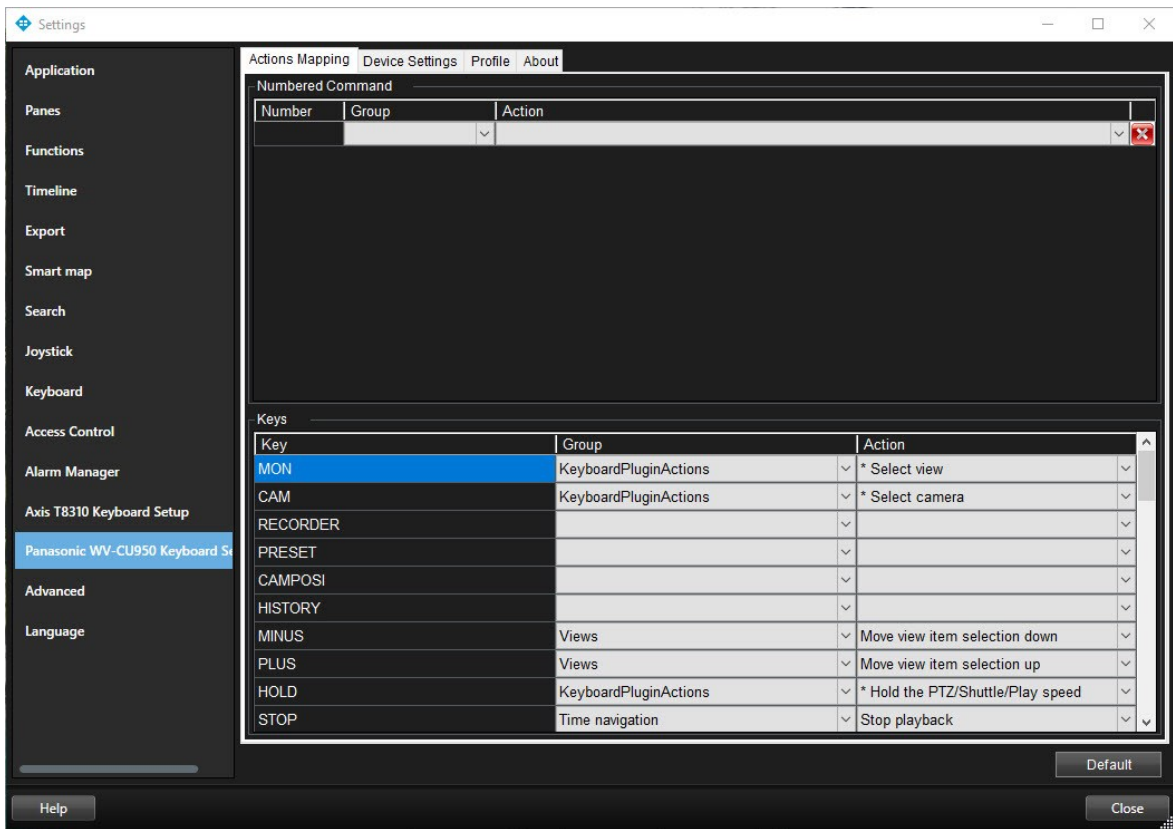 Settings
Application
Panes
Functions
Timeline
Export
Smart map
Search
Joystick
Keyboard
Access Control
Alarm Manager
Axis T8310 Keyboard Setup
Panasonic WV-CU950 Keyboard Se
Advanced
Language
Actions Mapping Device Settings Profile About
Numbered Command
Number Group Action
Keys
Key Group Action
MON KeyboardPluginActions * Select view
CAM KeyboardPluginActions * Select camera
RECORDER
PRESET
CAMPOSI
HISTORY
MINUS Views Move view item selection down
PLUS Views Move view item selection up
HOLD KeyboardPluginActions * Hold the PTZ/Shuttle/Play speed
STOP Time navigation Stop playback
Default
Help Close